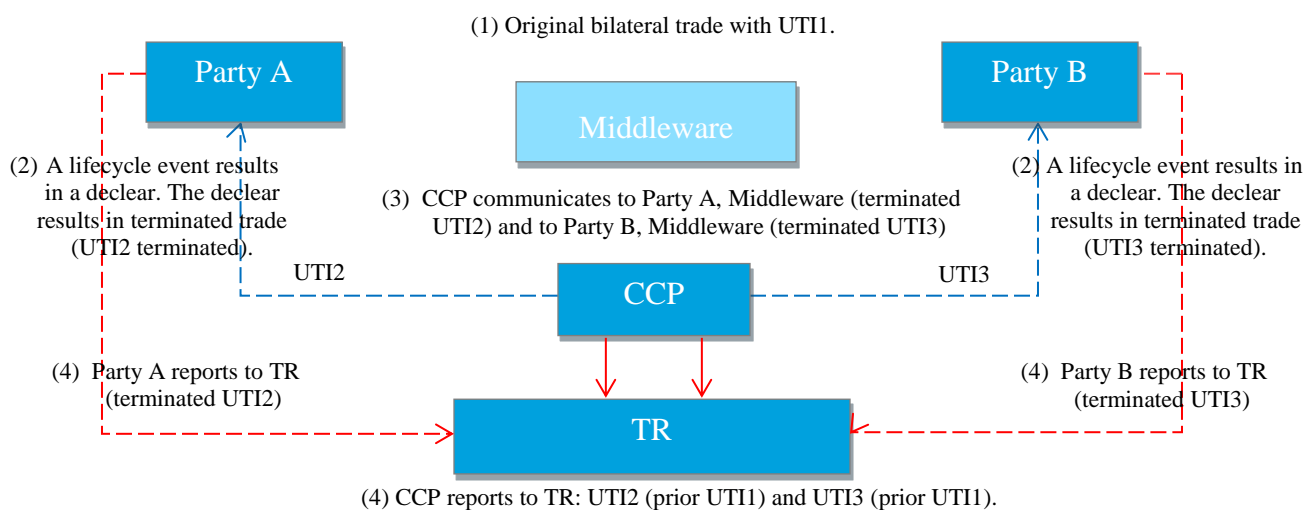 (1) Original bilateral trade with UTI1.
Party A
Party B
Middleware
(2) A lifecycle event results
in a declear. The declear
results in terminated trade
(UTI2 terminated).
(3) CCP communicates to Party A, Middleware (terminated
UTI2) and to Party B, Middleware (terminated UTI3)
(2) A lifecycle event results in
a declear. The declear
results in terminated trade
(UTI3 terminated).
UTI2
CCP
UTI3
(4) Party A reports to TR
(terminated UTI2)
(4) Party B reports to TR
(terminated UTI3)
TR
(4) CCP reports to TR: UTI2 (prior UTI1) and UTI3 (prior UTI1).